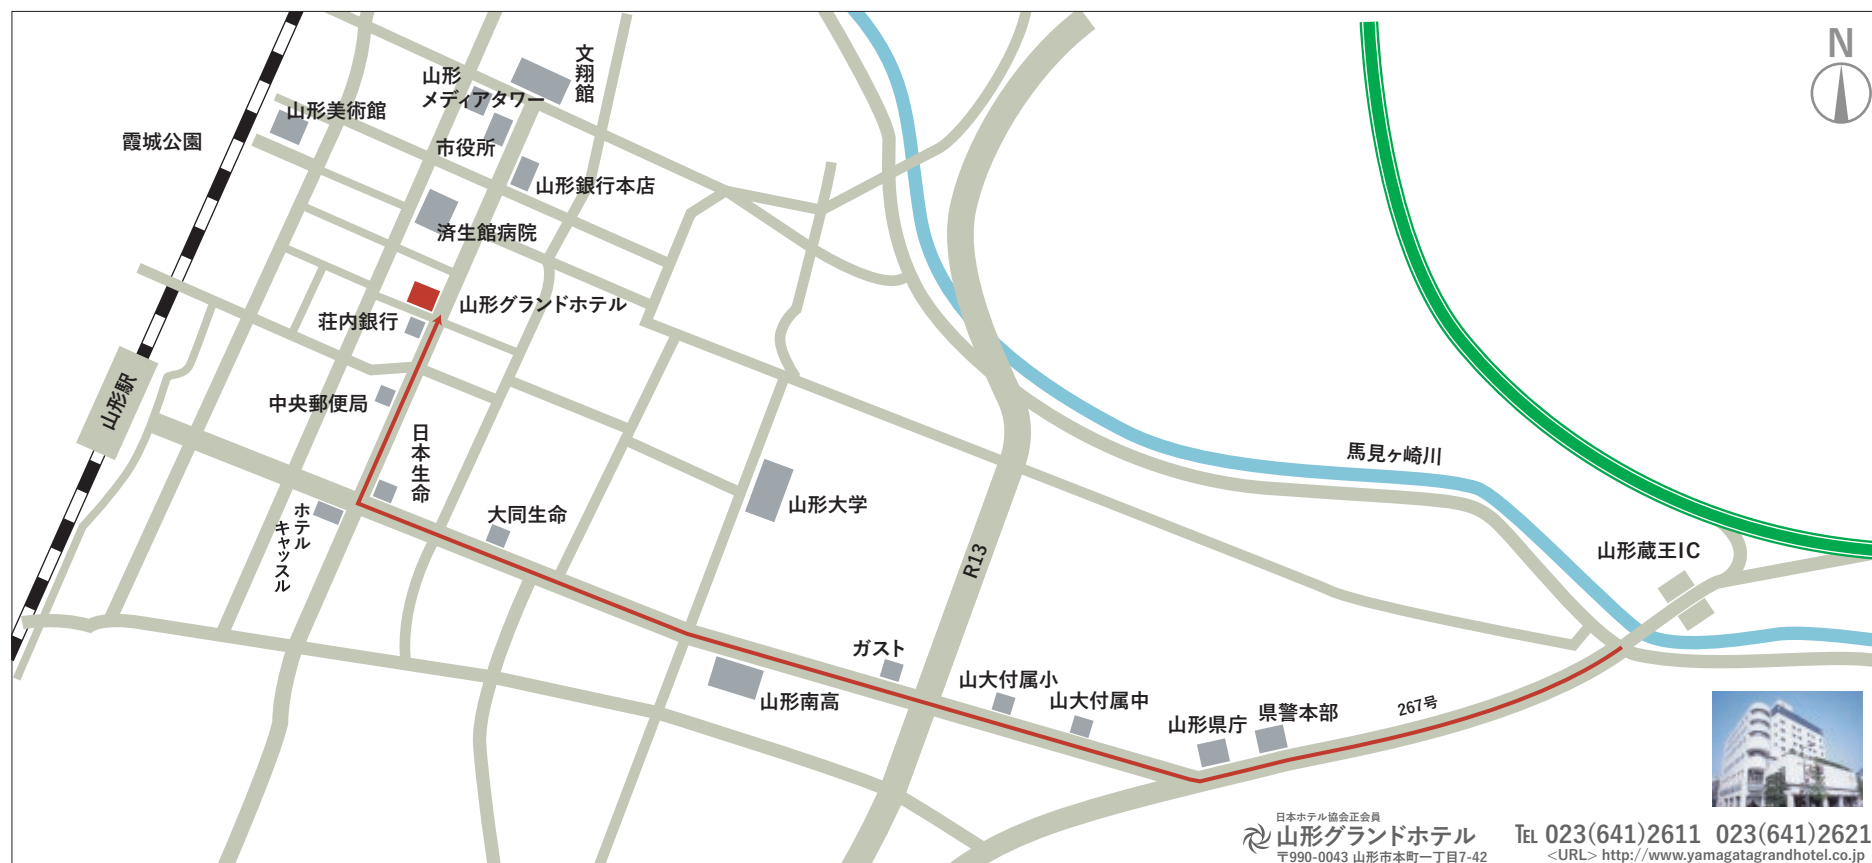 N
文翔館
山形
メディアタワー
山形美術館
霞城公園
市役所
山形銀行本店
済生館病院
山形グランドホテル
荘内銀行
山形駅
中央郵便局
日本生命
ホテル
キャッスル
大同生命
山形大学
馬見ヶ崎川
R13
山形蔵王IC
ガスト
山形南高
山大付属小
山大付属中
山形県庁
県警本部
267号
日本ホテル協会正会員
山形グランドホテル
〒990-0043 山形市本町一丁目7-42
TEL 023(641)2611 023(641)2621
<URL> http://www.yamagatagrandhotel.co.jp